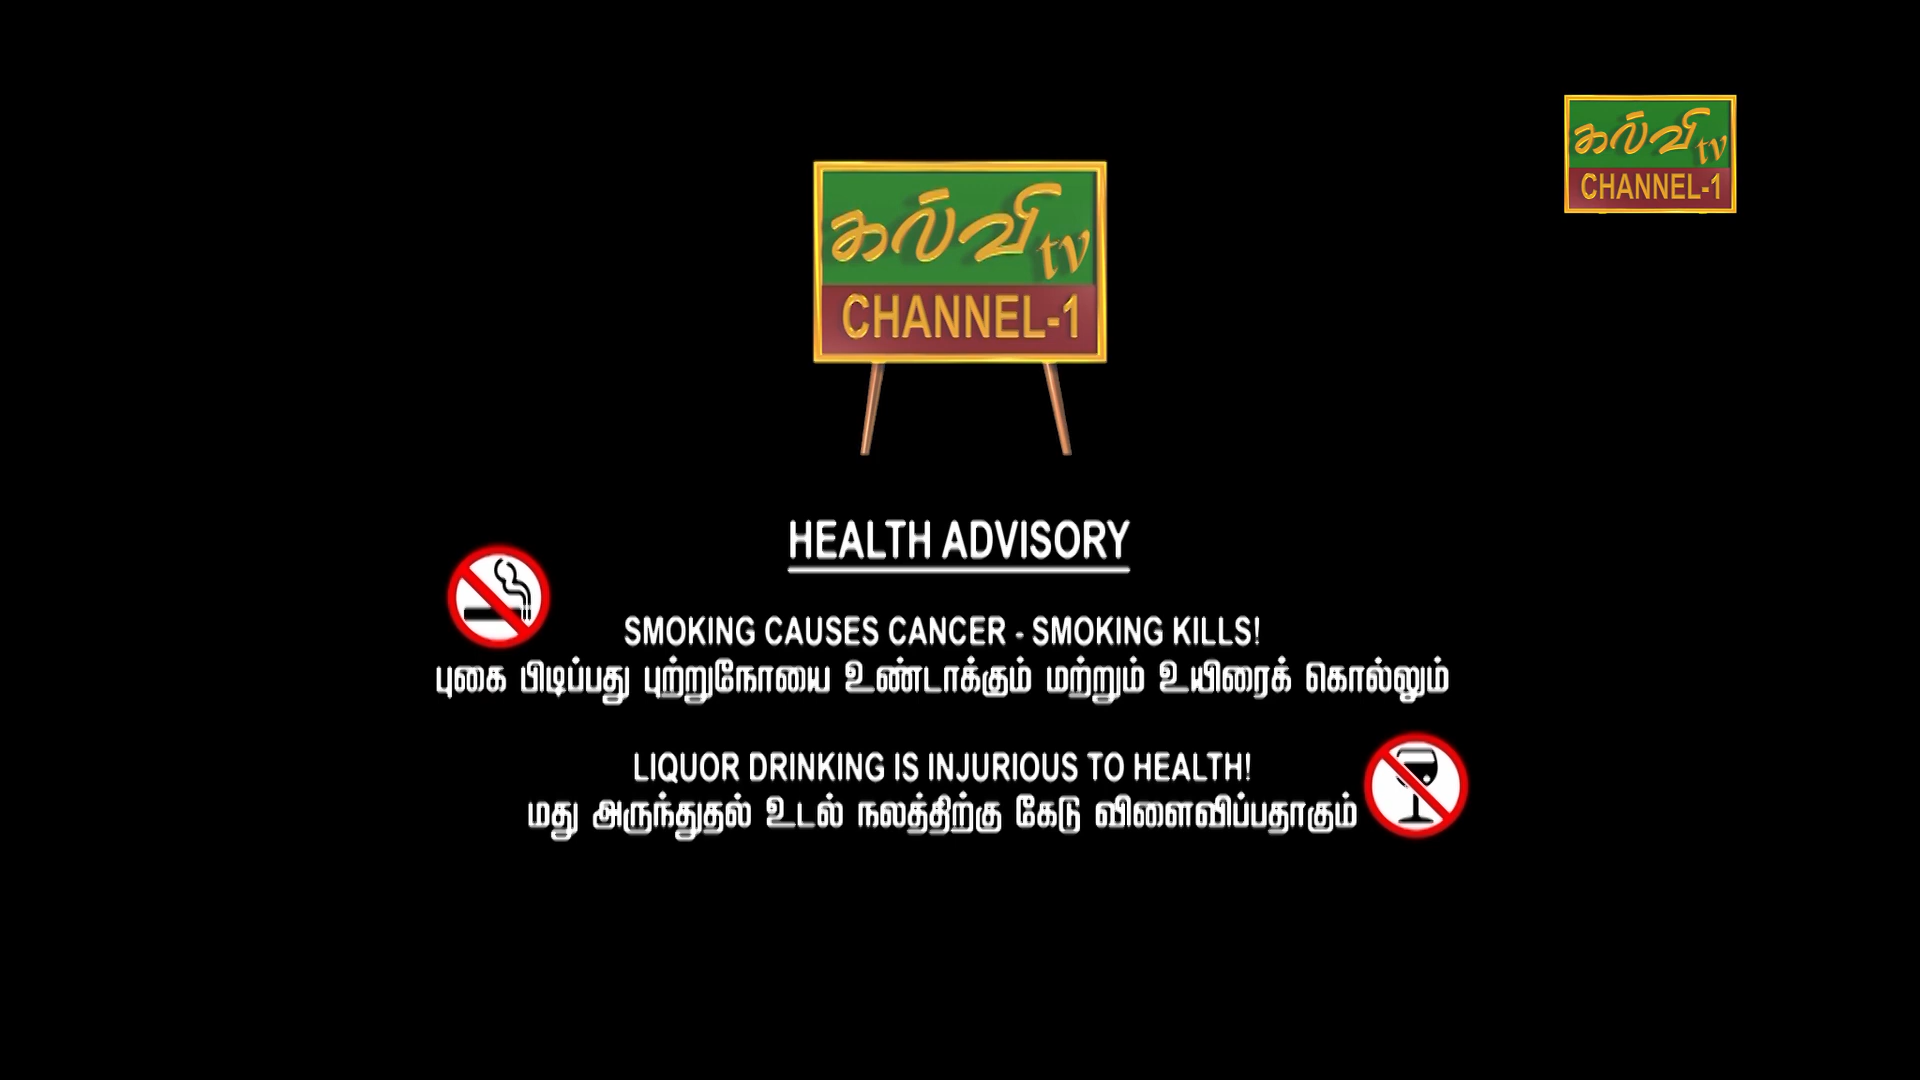 கல்வி tv
CHANNEL-1
கல்வி tv
CHANNEL-1
HEALTH ADVISORY
SMOKING CAUSES CANCER - SMOKING KILLS!
புகை பிடிப்பது புற்றுநோயை உண்டாக்கும் மற்றும் உயிரைக் கொல்லும்
LIQUOR DRINKING IS INJURIOUS TO HEALTH!
மது அருந்துதல் உடல் நலத்திற்கு கேடு விளைவிப்பதாகும்